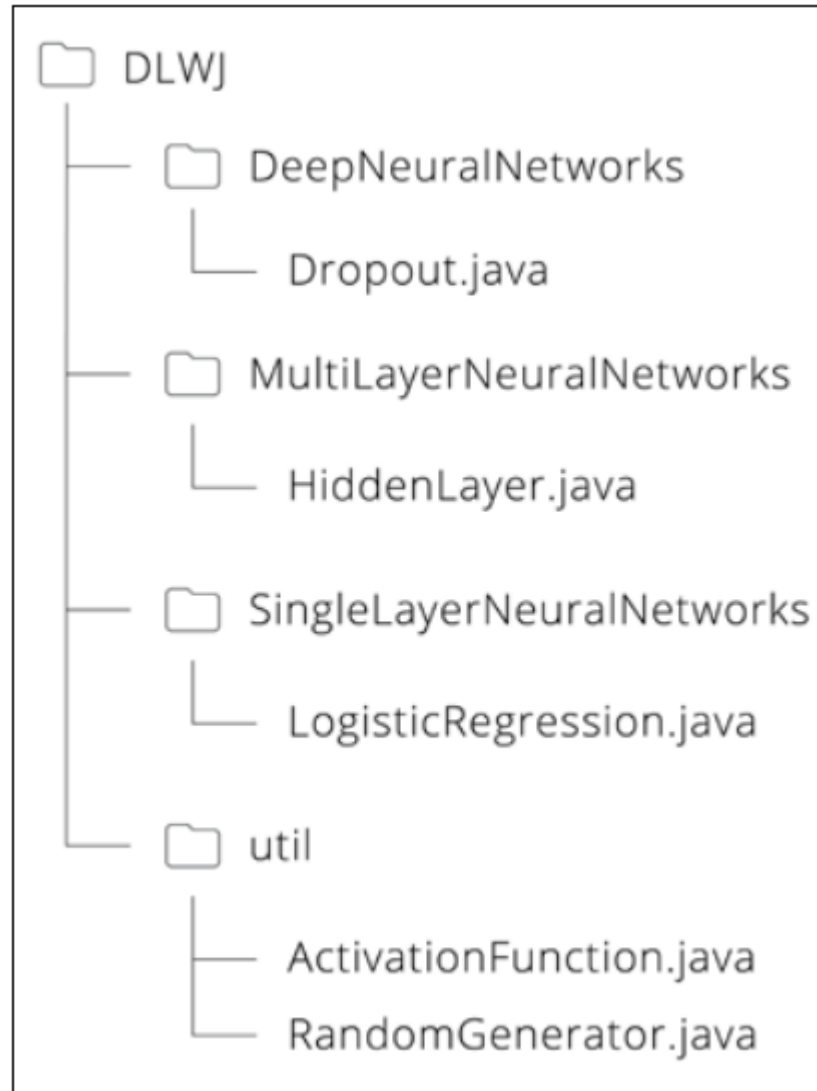 DLWJ
DeepNeuralNetworks
Dropout.java
MultiLayerNeuralNetworks
HiddenLayer.java
SingleLayerNeuralNetworks
LogisticRegression.java
util
ActivationFunction.java
RandomGenerator.java